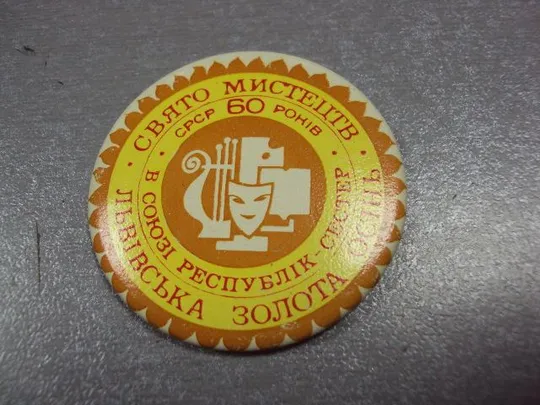 · СВЯТО МИСТЕЦТВ ·
ЛЬВІВСЬКА ЗОЛОТА ОСІНЬ
· СРСР 60 РОКІВ ·
В СОЮЗІ РЕСПУБЛІК-СЕСТЕР